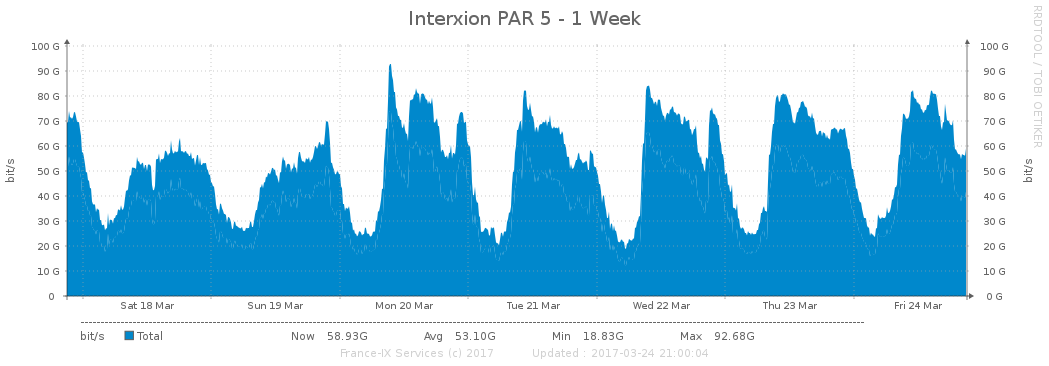 Interxion PAR 5 - 1 Week
RRDTOOL / TOBI OETIKER
100 G 100 G
90 G 90 G
80 G 80 G
70 G 70 G
60 G 60 G
50 G 50 G
40 G 40 G
30 G 30 G
20 G 20 G
10 G 10 G
0 0 G
bit/s
bit/s
Sat 18 Mar Sun 19 Mar Mon 20 Mar Tue 21 Mar Wed 22 Mar Thu 23 Mar Fri 24 Mar
bit/s Total Now 58.93G Avg 53.10G Min 18.83G Max 92.68G
France-IX Services (c) 2017 Updated : 2017-03-24 21:00:04